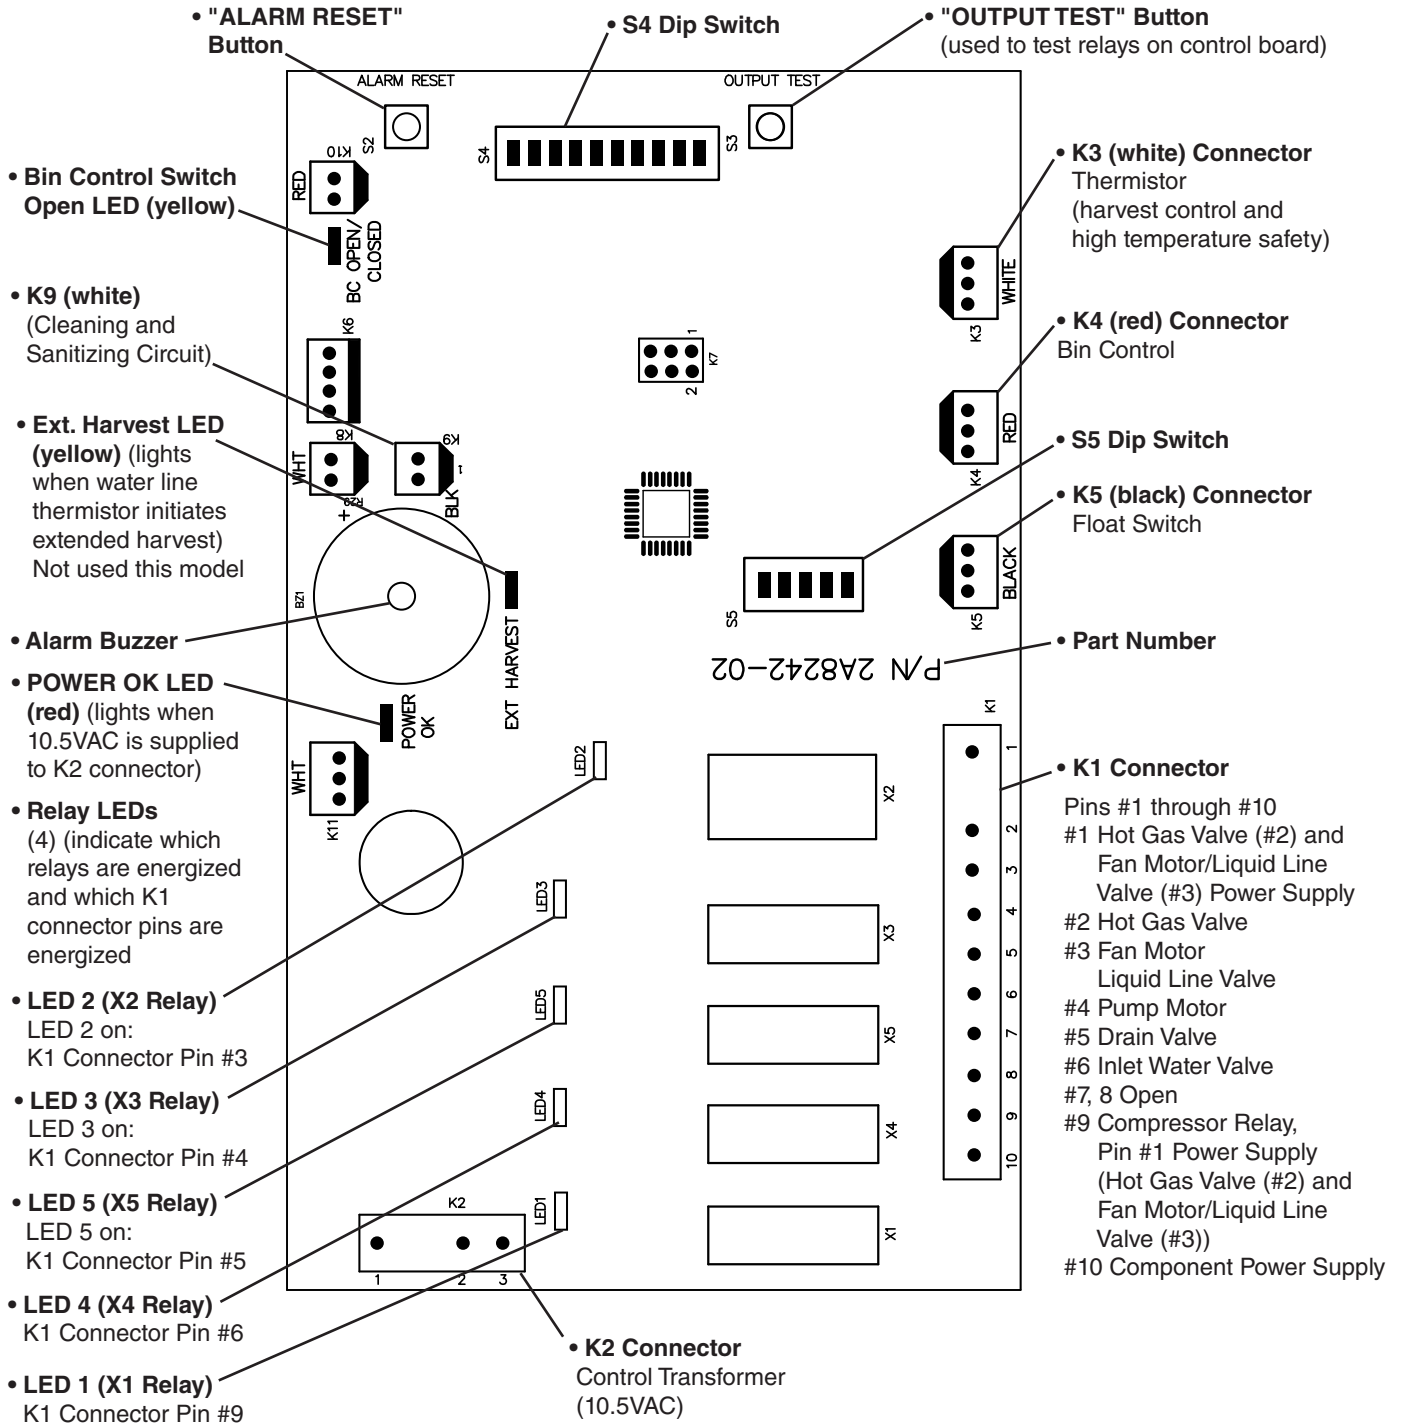 • "ALARM RESET"
Button
• S4 Dip Switch
• "OUTPUT TEST" Button
(used to test relays on control board)
ALARM RESET
OUTPUT TEST
S2
S4
S3
K10
RED
• Bin Control Switch
Open LED (yellow)
BC OPEN/
CLOSED
• K9 (white)
(Cleaning and
Sanitizing Circuit)
K6
• Ext. Harvest LED
(yellow) (lights
when water line
thermistor initiates
extended harvest)
Not used this model
K8
WHT
R29
+
K9
1
BLK
BZ1
• Alarm Buzzer
EXT HARVEST
• POWER OK LED
(red) (lights when
10.5VAC is supplied
to K2 connector)
POWER
OK
WHT
K11
• Relay LEDs
(4) (indicate which
relays are energized
and which K1
connector pins are
energized
• LED 2 (X2 Relay)
LED 2 on:
K1 Connector Pin #3
• LED 3 (X3 Relay)
LED 3 on:
K1 Connector Pin #4
• LED 5 (X5 Relay)
LED 5 on:
K1 Connector Pin #5
• LED 4 (X4 Relay)
K1 Connector Pin #6
• LED 1 (X1 Relay)
K1 Connector Pin #9
LED2
LED3
LED5
LED4
LED1
K2
1 2 3
• K2 Connector
Control Transformer
(10.5VAC)
1
K7
2
S5
P/N 2A8242-02
X2
X3
X5
X4
X1
• K3 (white) Connector
Thermistor
(harvest control and
high temperature safety)
WHITE
K3
• K4 (red) Connector
Bin Control
RED
K4
• S5 Dip Switch
• K5 (black) Connector
Float Switch
BLACK
K5
• Part Number
K1
1
2
3
4
5
6
7
8
9
10
• K1 Connector
Pins #1 through #10
#1 Hot Gas Valve (#2) and
Fan Motor/Liquid Line
Valve (#3) Power Supply
#2 Hot Gas Valve
#3 Fan Motor
Liquid Line Valve
#4 Pump Motor
#5 Drain Valve
#6 Inlet Water Valve
#7, 8 Open
#9 Compressor Relay,
Pin #1 Power Supply
(Hot Gas Valve (#2) and
Fan Motor/Liquid Line
Valve (#3))
#10 Component Power Supply